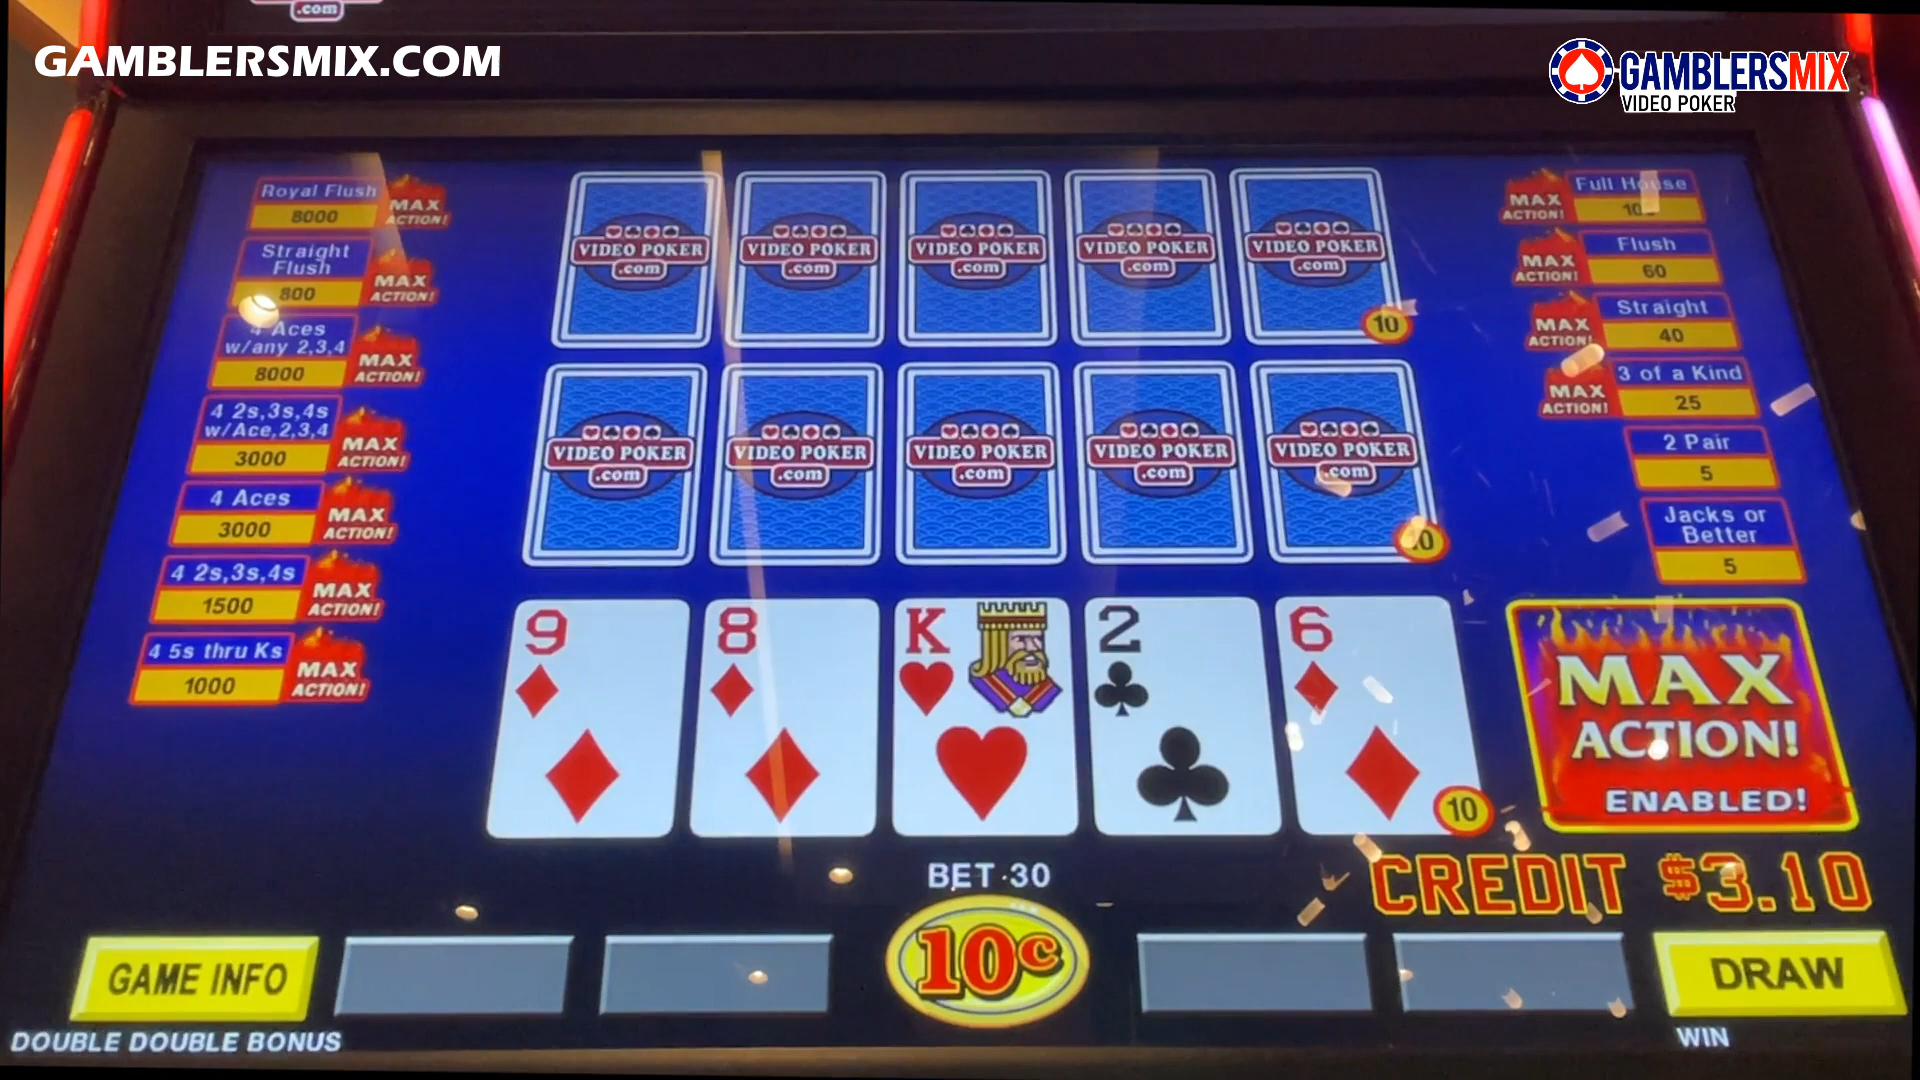 .com
GAMBLERSMIX.COM
GAMBLERSMIX
VIDEO POKER
Royal Flush
8000
MAX
ACTION!
Straight
Flush
800
MAX
ACTION!
4 Aces
w/any 2,3,4
8000
MAX
ACTION!
4 2s,3s,4s
w/Ace,2,3,4
3000
MAX
ACTION!
4 Aces
3000
MAX
ACTION!
4 2s,3s,4s
1500
MAX
ACTION!
4 5s thru Ks
1000
MAX
ACTION!
VIDEO POKER
.com
VIDEO POKER
.com
VIDEO POKER
.com
VIDEO POKER
.com
VIDEO POKER
.com
10
VIDEO POKER
.com
VIDEO POKER
.com
VIDEO POKER
.com
VIDEO POKER
.com
VIDEO POKER
.com
10
9
8
K
2
6
10
MAX
ACTION!
Full House
MAX
ACTION!
Flush
60
MAX
ACTION!
Straight
40
MAX
ACTION!
3 of a Kind
25
2 Pair
5
Jacks or
Better
5
MAX
ACTION!
ENABLED!
BET 30
CREDIT $3.10
GAME INFO
10¢
DRAW
DOUBLE DOUBLE BONUS
WIN